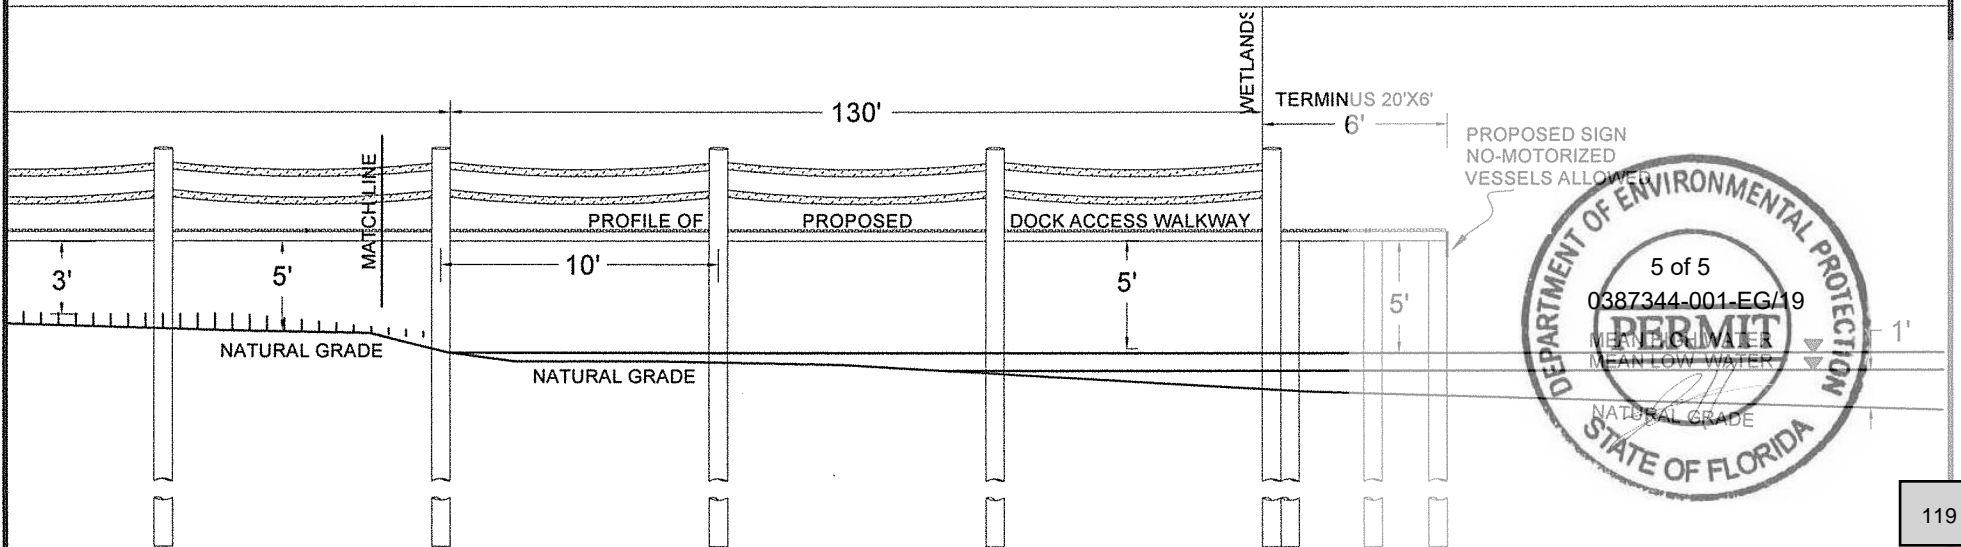 WETLANDS
TERMINUS 20'X6'
130'
6'
PROPOSED SIGN
NO-MOTORIZED
VESSELS ALLOWED
MATCH LINE
PROFILE OF PROPOSED DOCK ACCESS WALKWAY
3'
5'
10'
5'
5'
NATURAL GRADE
NATURAL GRADE
DEPARTMENT OF ENVIRONMENTAL PROTECTION
5 of 5
0387344-001-EG/19
PERMIT
MEAN HIGH WATER
MEAN LOW WATER
1'
NATURAL GRADE
STATE OF FLORIDA
119